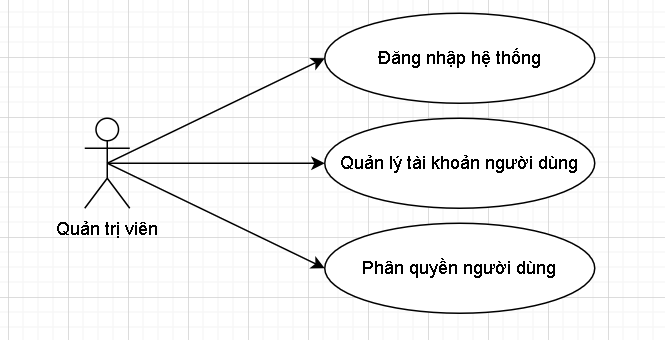 Đăng nhập hệ thống
Quản lý tài khoản người dùng
Quản trị viên
Phân quyền người dùng